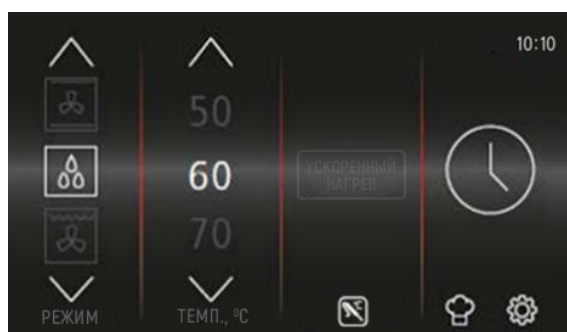 10:10
50
60
70
УСКОРЕННЫЙ
НАГРЕВ
РЕЖИМ
ТЕМП., ºC
°C